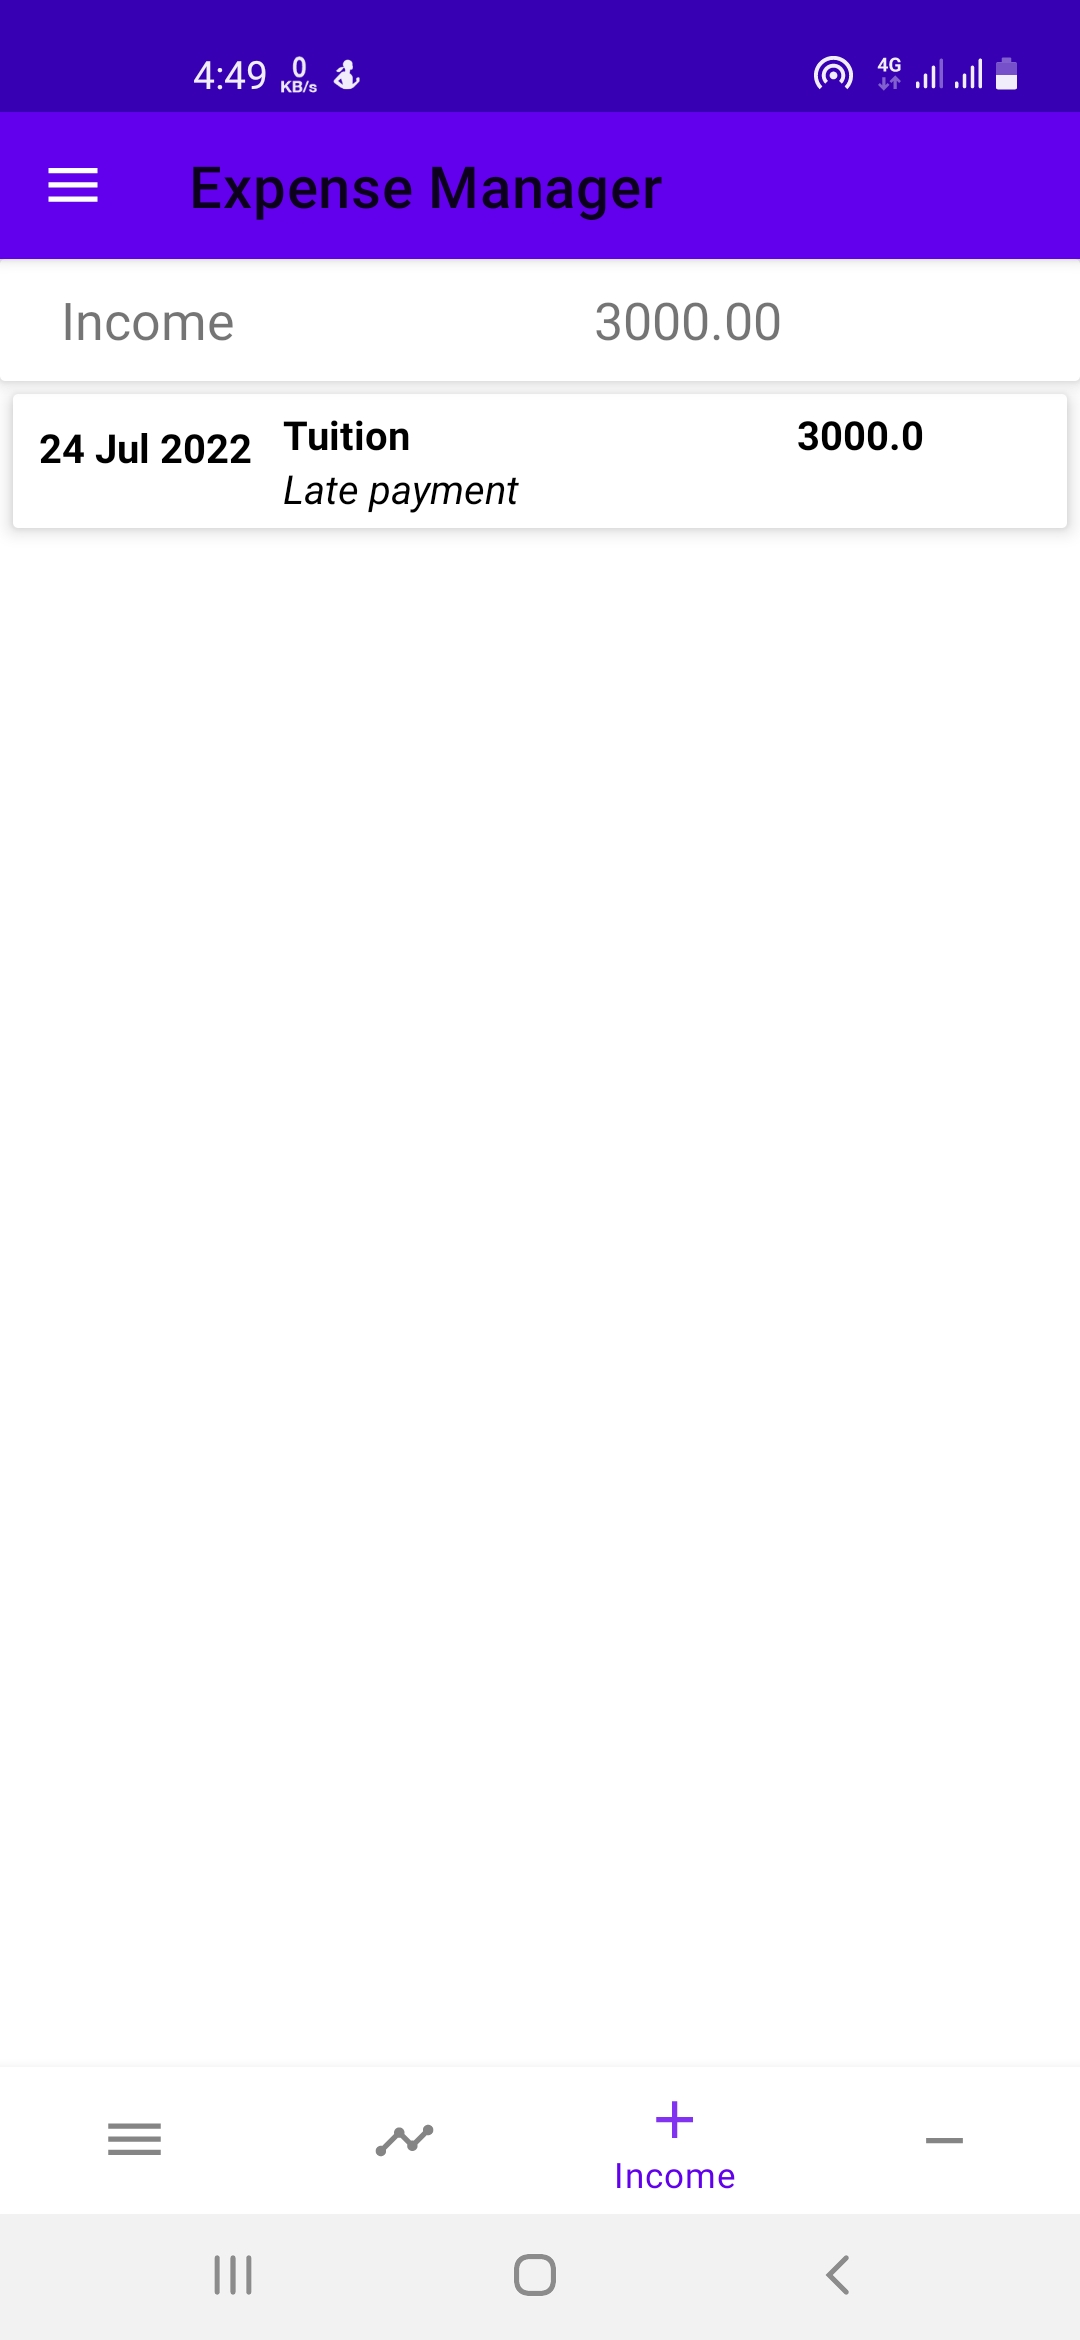 4:49 0 KB/s 4G
Expense Manager
Income 3000.00
24 Jul 2022 Tuition 3000.0
Late payment
Income